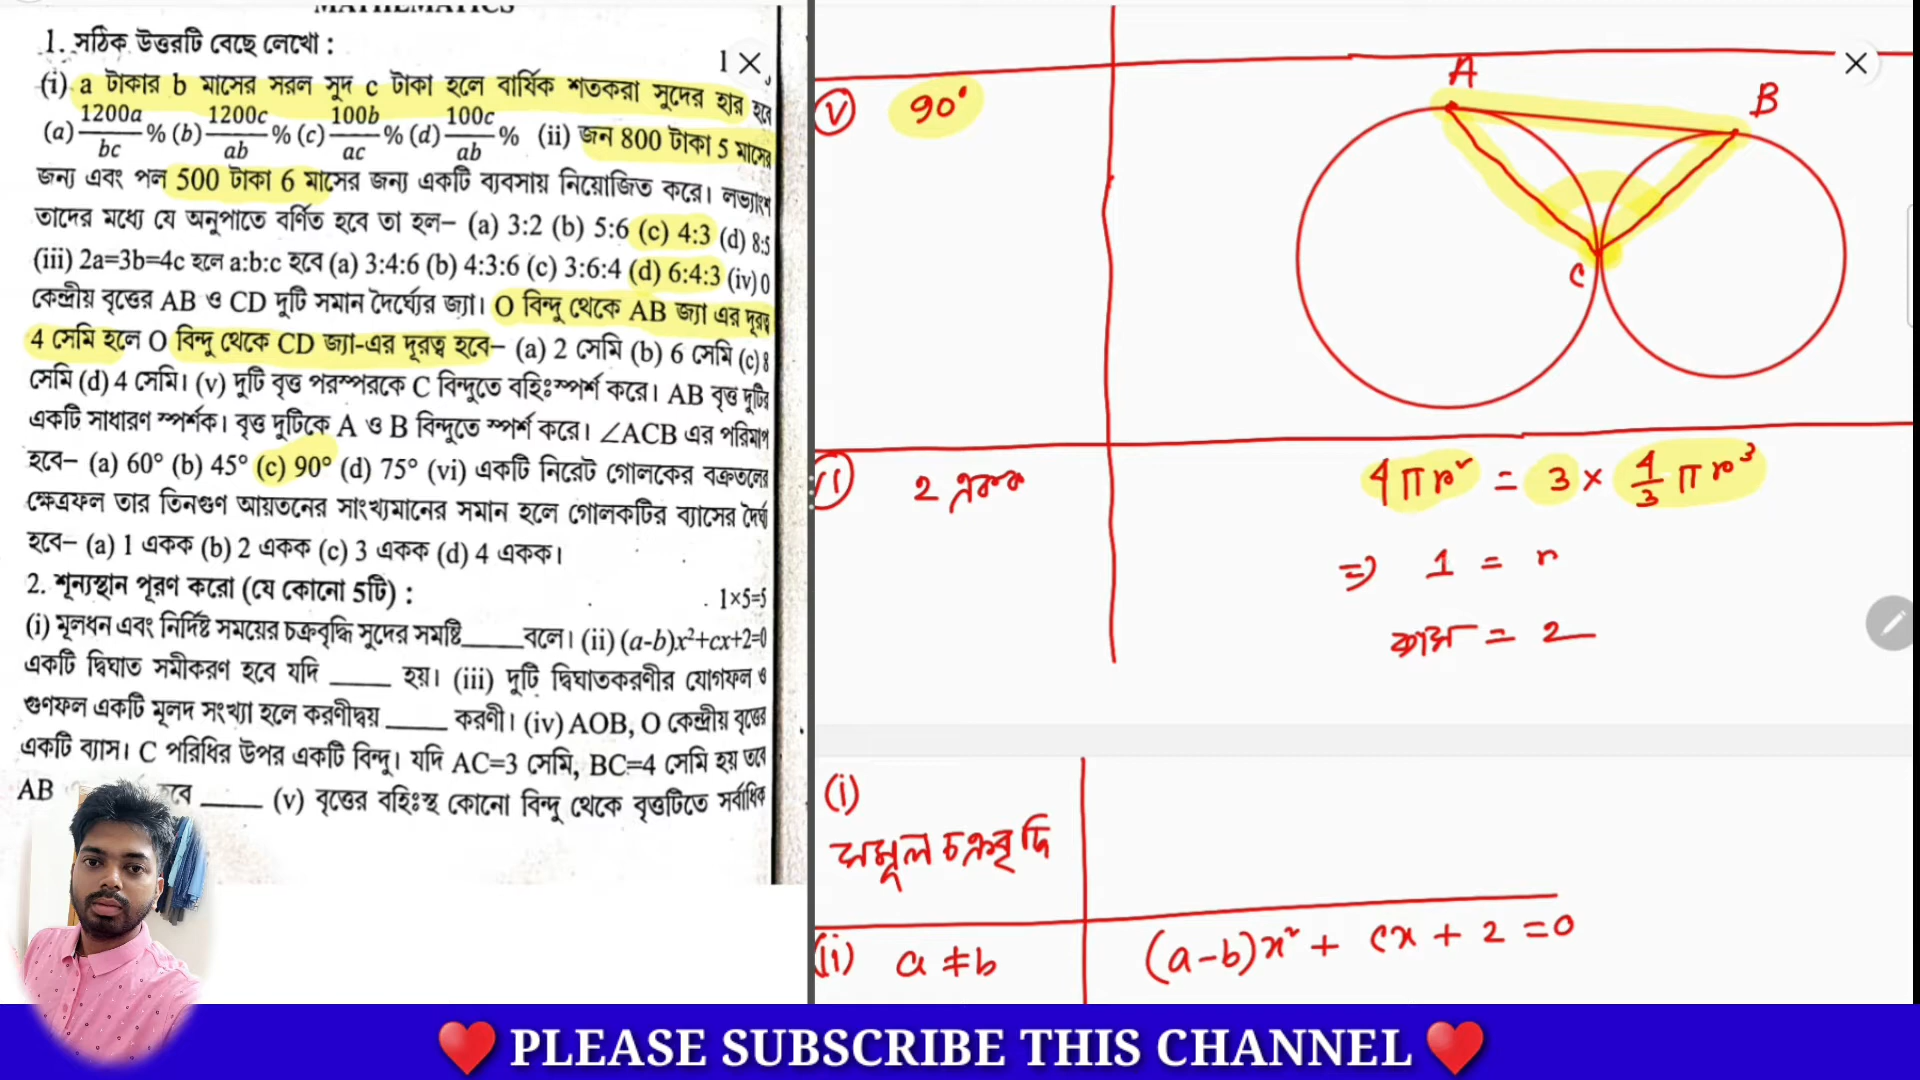 1. সঠিক উত্তরটি বেছে লেখো :
(i) a টাকার b মাসের সরল সুদ c টাকা হলে বার্ষিক শতকরা সুদের হার হবে
(a) 1200a/bc % (b) 1200c/ab % (c) 100b/ac % (d) 100c/ab % (ii) জন 800 টাকা 5 মাসের
জন্য এবং পল 500 টাকা 6 মাসের জন্য একটি ব্যবসায় নিয়োজিত করে। লভ্যাংশ
তাদের মধ্যে যে অনুপাতে বর্ণিত হবে তা হল– (a) 3:2 (b) 5:6 (c) 4:3 (d) 8:5
(iii) 2a=3b=4c হলে a:b:c হবে (a) 3:4:6 (b) 4:3:6 (c) 3:6:4 (d) 6:4:3 (iv) 0
কেন্দ্রীয় বৃত্তের AB ও CD দুটি সমান দৈর্ঘ্যের জ্যা। O বিন্দু থেকে AB জ্যা এর দূরত্ব
4 সেমি হলে O বিন্দু থেকে CD জ্যা-এর দূরত্ব হবে– (a) 2 সেমি (b) 6 সেমি (c) 8
সেমি (d) 4 সেমি। (v) দুটি বৃত্ত পরস্পরকে C বিন্দুতে বহিঃস্পর্শ করে। AB বৃত্ত দুটির
একটি সাধারণ স্পর্শক। বৃত্ত দুটিকে A ও B বিন্দুতে স্পর্শ করে। ∠ACB এর পরিমাপ
হবে– (a) 60° (b) 45° (c) 90° (d) 75° (vi) একটি নিরেট গোলকের বক্রতলের
ক্ষেত্রফল তার তিনগুণ আয়তনের সাংখ্যমানের সমান হলে গোলকটির ব্যাসের দৈর্ঘ্য
হবে– (a) 1 একক (b) 2 একক (c) 3 একক (d) 4 একক।
2. শূন্যস্থান পূরণ করো (যে কোনো 5টি) : 1×5=5
(i) মূলধন এবং নির্দিষ্ট সময়ের চক্রবৃদ্ধি সুদের সমষ্টি_____বলে। (ii) (a-b)x²+cx+2=0
একটি দ্বিঘাত সমীকরণ হবে যদি _____ হয়। (iii) দুটি দ্বিঘাতকরণীর যোগফল ও
গুণফল একটি মূলদ সংখ্যা হলে করণীদ্বয় _____ করণী। (iv) AOB, O কেন্দ্রীয় বৃত্তের
একটি ব্যাস। C পরিধির উপর একটি বিন্দু। যদি AC=3 সেমি, BC=4 সেমি হয় তবে
AB _____ (v) বৃত্তের বহিঃস্থ কোনো বিন্দু থেকে বৃত্তটিতে সর্বাধিক
(v) 90°
A
B
C
2 একক
4πr² = 3 × 4/3 πr³
⇒ 1 = r
ব্যাস = 2
(i)
সমূল চক্রবৃদ্ধি
(ii) a ≠ b
(a-b)x² + cx + 2 = 0
PLEASE SUBSCRIBE THIS CHANNEL